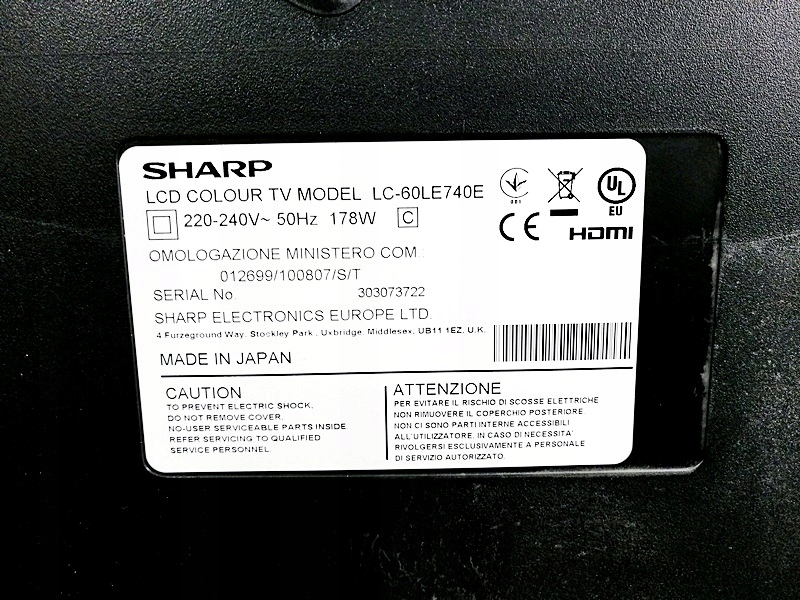 SHARP
LCD COLOUR TV MODEL LC-60LE740E
220-240V~ 50Hz 178W C
001
UL
EU
CE HDMI
OMOLOGAZIONE MINISTERO COM.
012699/100807/S/T
SERIAL No. 303073722
SHARP ELECTRONICS EUROPE LTD.
4 Furzeground Way, Stockley Park, Uxbridge, Middlesex, UB11 1EZ, U.K.
MADE IN JAPAN
CAUTION
TO PREVENT ELECTRIC SHOCK,
DO NOT REMOVE COVER.
NO-USER SERVICEABLE PARTS INSIDE.
REFER SERVICING TO QUALIFIED
SERVICE PERSONNEL.
ATTENZIONE
PER EVITARE IL RISCHIO DI SCOSSE ELETTRICHE
NON RIMUOVERE IL COPERCHIO POSTERIORE.
NON CI SONO PARTI INTERNE ACCESSIBILI
ALL'UTILIZZATORE. IN CASO DI NECESSITA'
RIVOLGERSI ESCLUSIVAMENTE A PERSONALE
DI SERVIZIO AUTORIZZATO.